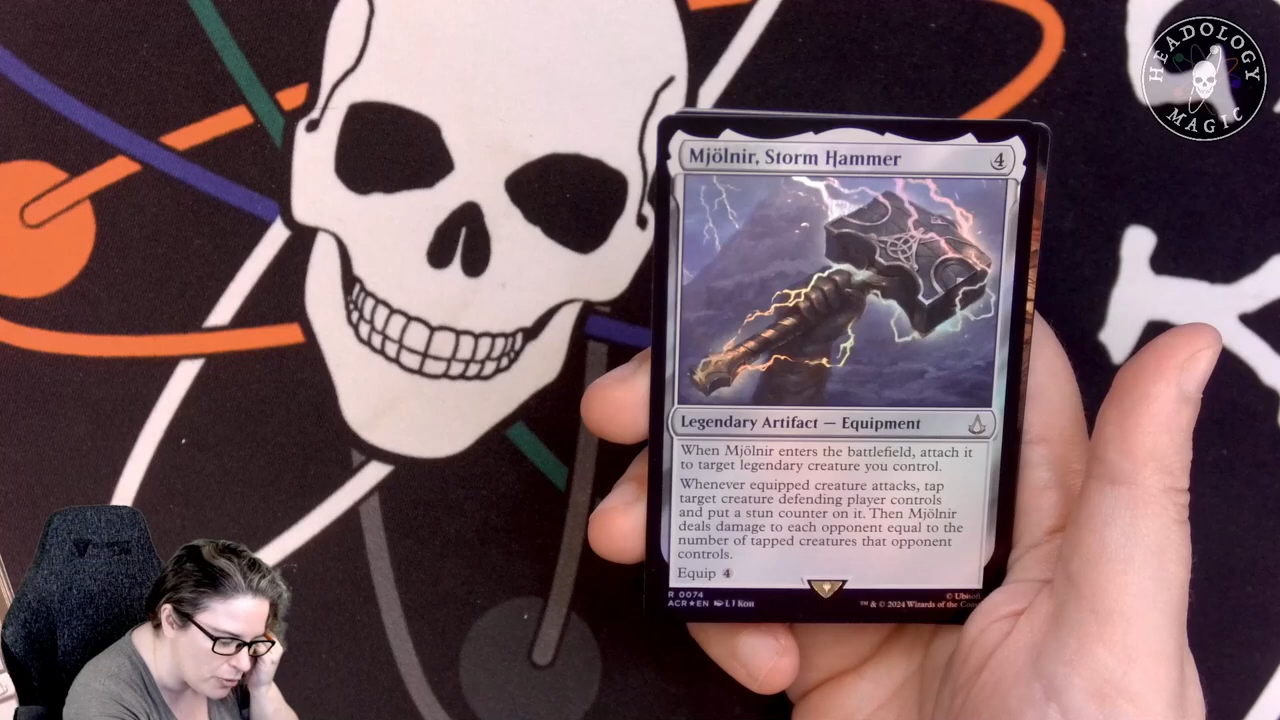 HEADOLOGY
MAGIC
Mjölnir, Storm Hammer 4
Legendary Artifact — Equipment
When Mjölnir enters the battlefield, attach it
to target legendary creature you control.
Whenever equipped creature attacks, tap
target creature defending player controls
and put a stun counter on it. Then Mjölnir
deals damage to each opponent equal to the
number of tapped creatures that opponent
controls.
Equip 4
R 0074
ACR★EN LJ Kon
© Ubisoft
™ & © 2024 Wizards of the Coast